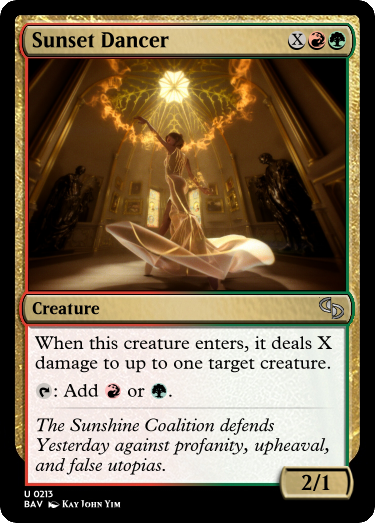 Sunset Dancer X
Creature
When this creature enters, it deals X
damage to up to one target creature.
: Add or .
The Sunshine Coalition defends
Yesterday against profanity, upheaval,
and false utopias.
2/1
U 0213
BAV Kay John Yim